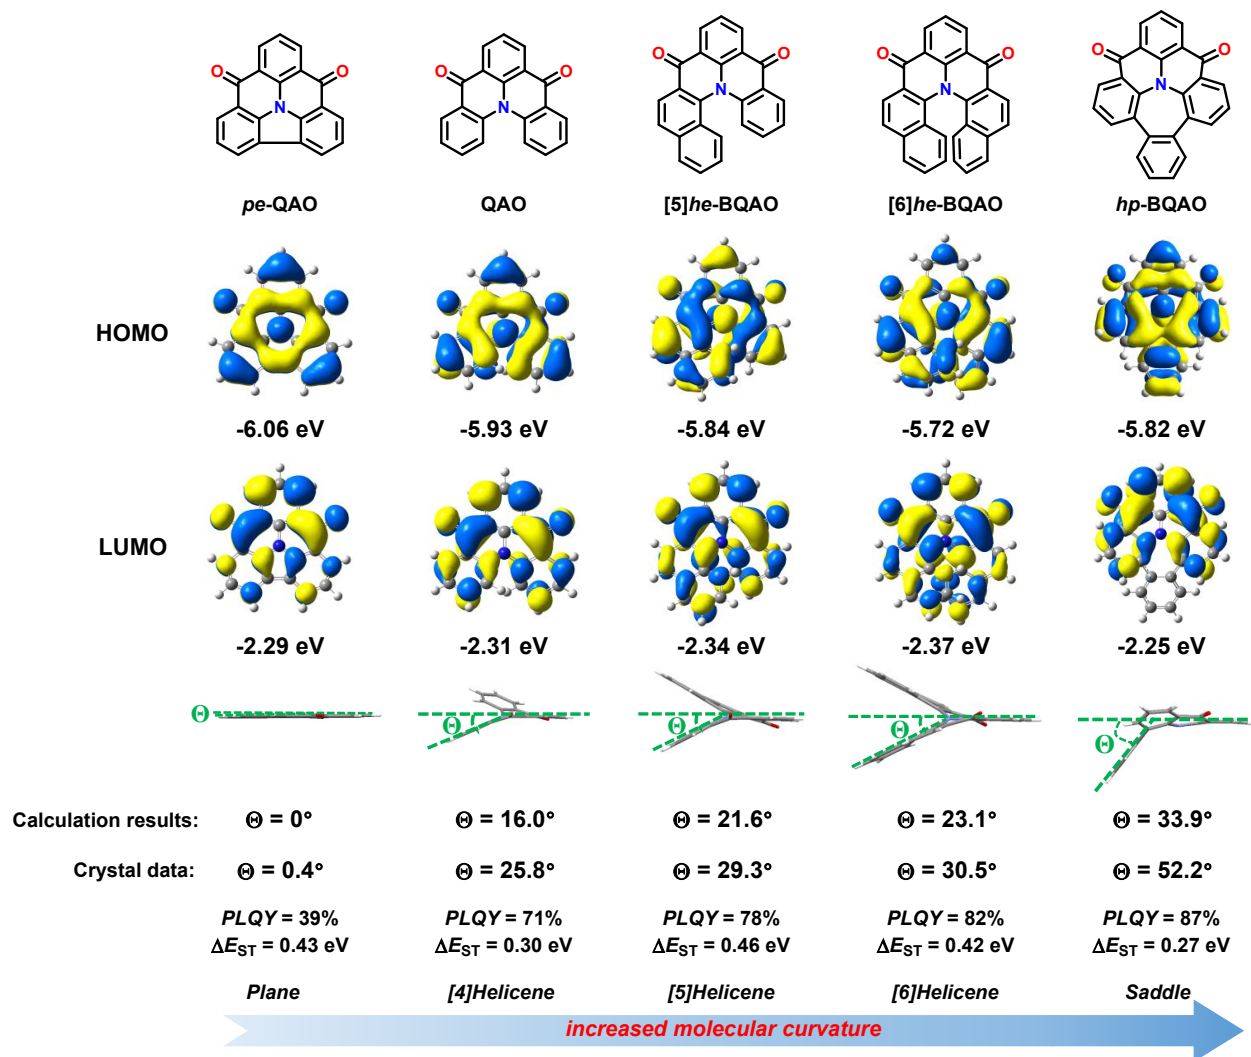 O O N
O O N
O O N
O O N
O O N
pe-QAO QAO [5]he-BQAO [6]he-BQAO hp-BQAO
HOMO
-6.06 eV -5.93 eV -5.84 eV -5.72 eV -5.82 eV
LUMO
-2.29 eV -2.31 eV -2.34 eV -2.37 eV -2.25 eV
Θ Θ Θ Θ Θ
Calculation results: Θ = 0° Θ = 16.0° Θ = 21.6° Θ = 23.1° Θ = 33.9°
Crystal data: Θ = 0.4° Θ = 25.8° Θ = 29.3° Θ = 30.5° Θ = 52.2°
PLQY = 39% PLQY = 71% PLQY = 78% PLQY = 82% PLQY = 87%
ΔEST = 0.43 eV ΔEST = 0.30 eV ΔEST = 0.46 eV ΔEST = 0.42 eV ΔEST = 0.27 eV
Plane [4]Helicene [5]Helicene [6]Helicene Saddle
increased molecular curvature